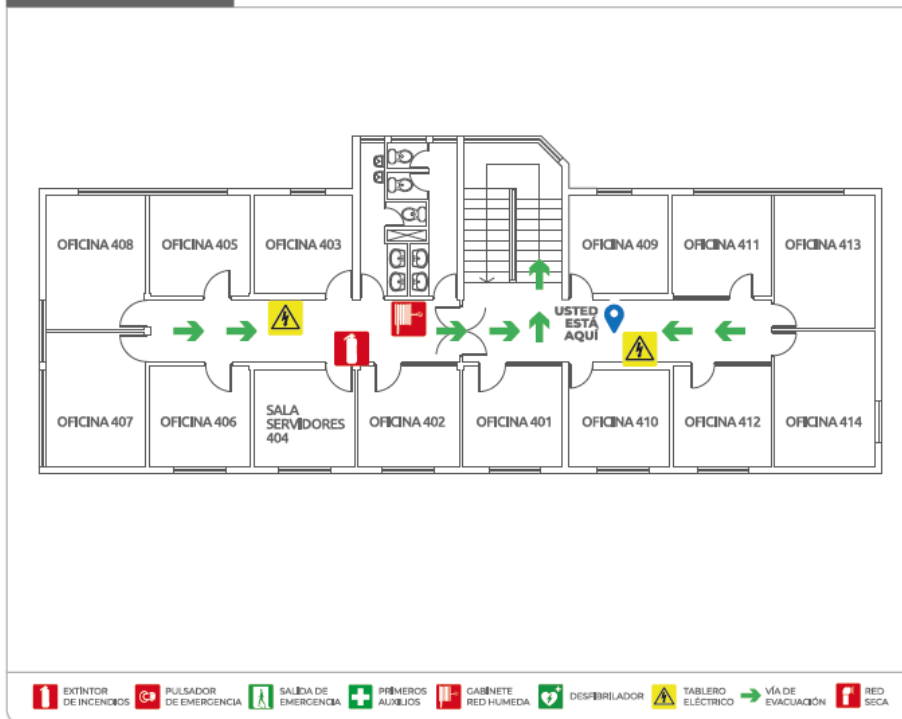 OFICINA 408
OFICINA 405
OFICINA 403
OFICINA 409
OFICINA 411
OFICINA 413
USTED
ESTÁ
AQUÍ
OFICINA 407
OFICINA 406
SALA
SERVIDORES
404
OFICINA 402
OFICINA 401
OFICINA 410
OFICINA 412
OFICINA 414
EXTINTOR
DE INCENDIOS
PULSADOR
DE EMERGENCIA
SALIDA DE
EMERGENCIA
PRIMEROS
AUXILIOS
GABINETE
RED HUMEDA
DESFIBRILADOR
TABLERO
ELÉCTRICO
VÍA DE
EVACUACIÓN
RED
SECA